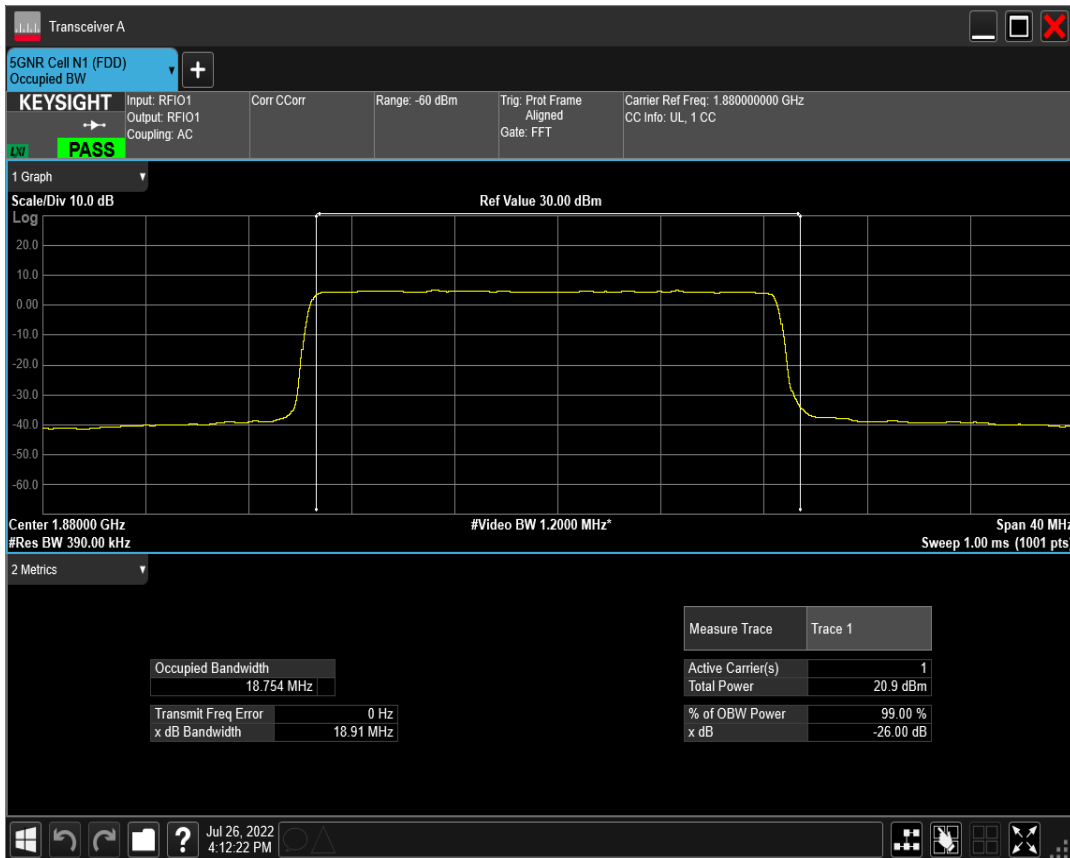 Transceiver A
5GNR Cell N1 (FDD)
Occupied BW
+
KEYSIGHT
LXI
PASS
Input: RFIO1
Output: RFIO1
Coupling: AC
Corr CCorr
Range: -60 dBm
Trig: Prot Frame
Aligned
Gate: FFT
Carrier Ref Freq: 1.880000000 GHz
CC Info: UL, 1 CC
1 Graph
Scale/Div 10.0 dB
Ref Value 30.00 dBm
Log
20.0
10.0
0.00
-10.0
-20.0
-30.0
-40.0
-50.0
-60.0
Center 1.88000 GHz
#Video BW 1.2000 MHz*
Span 40 MHz
#Res BW 390.00 kHz
Sweep 1.00 ms (1001 pts)
2 Metrics
Measure Trace Trace 1
Occupied Bandwidth
18.754 MHz
Active Carrier(s) 1
Total Power 20.9 dBm
Transmit Freq Error 0 Hz
x dB Bandwidth 18.91 MHz
% of OBW Power 99.00 %
x dB -26.00 dB
?
Jul 26, 2022
4:12:22 PM